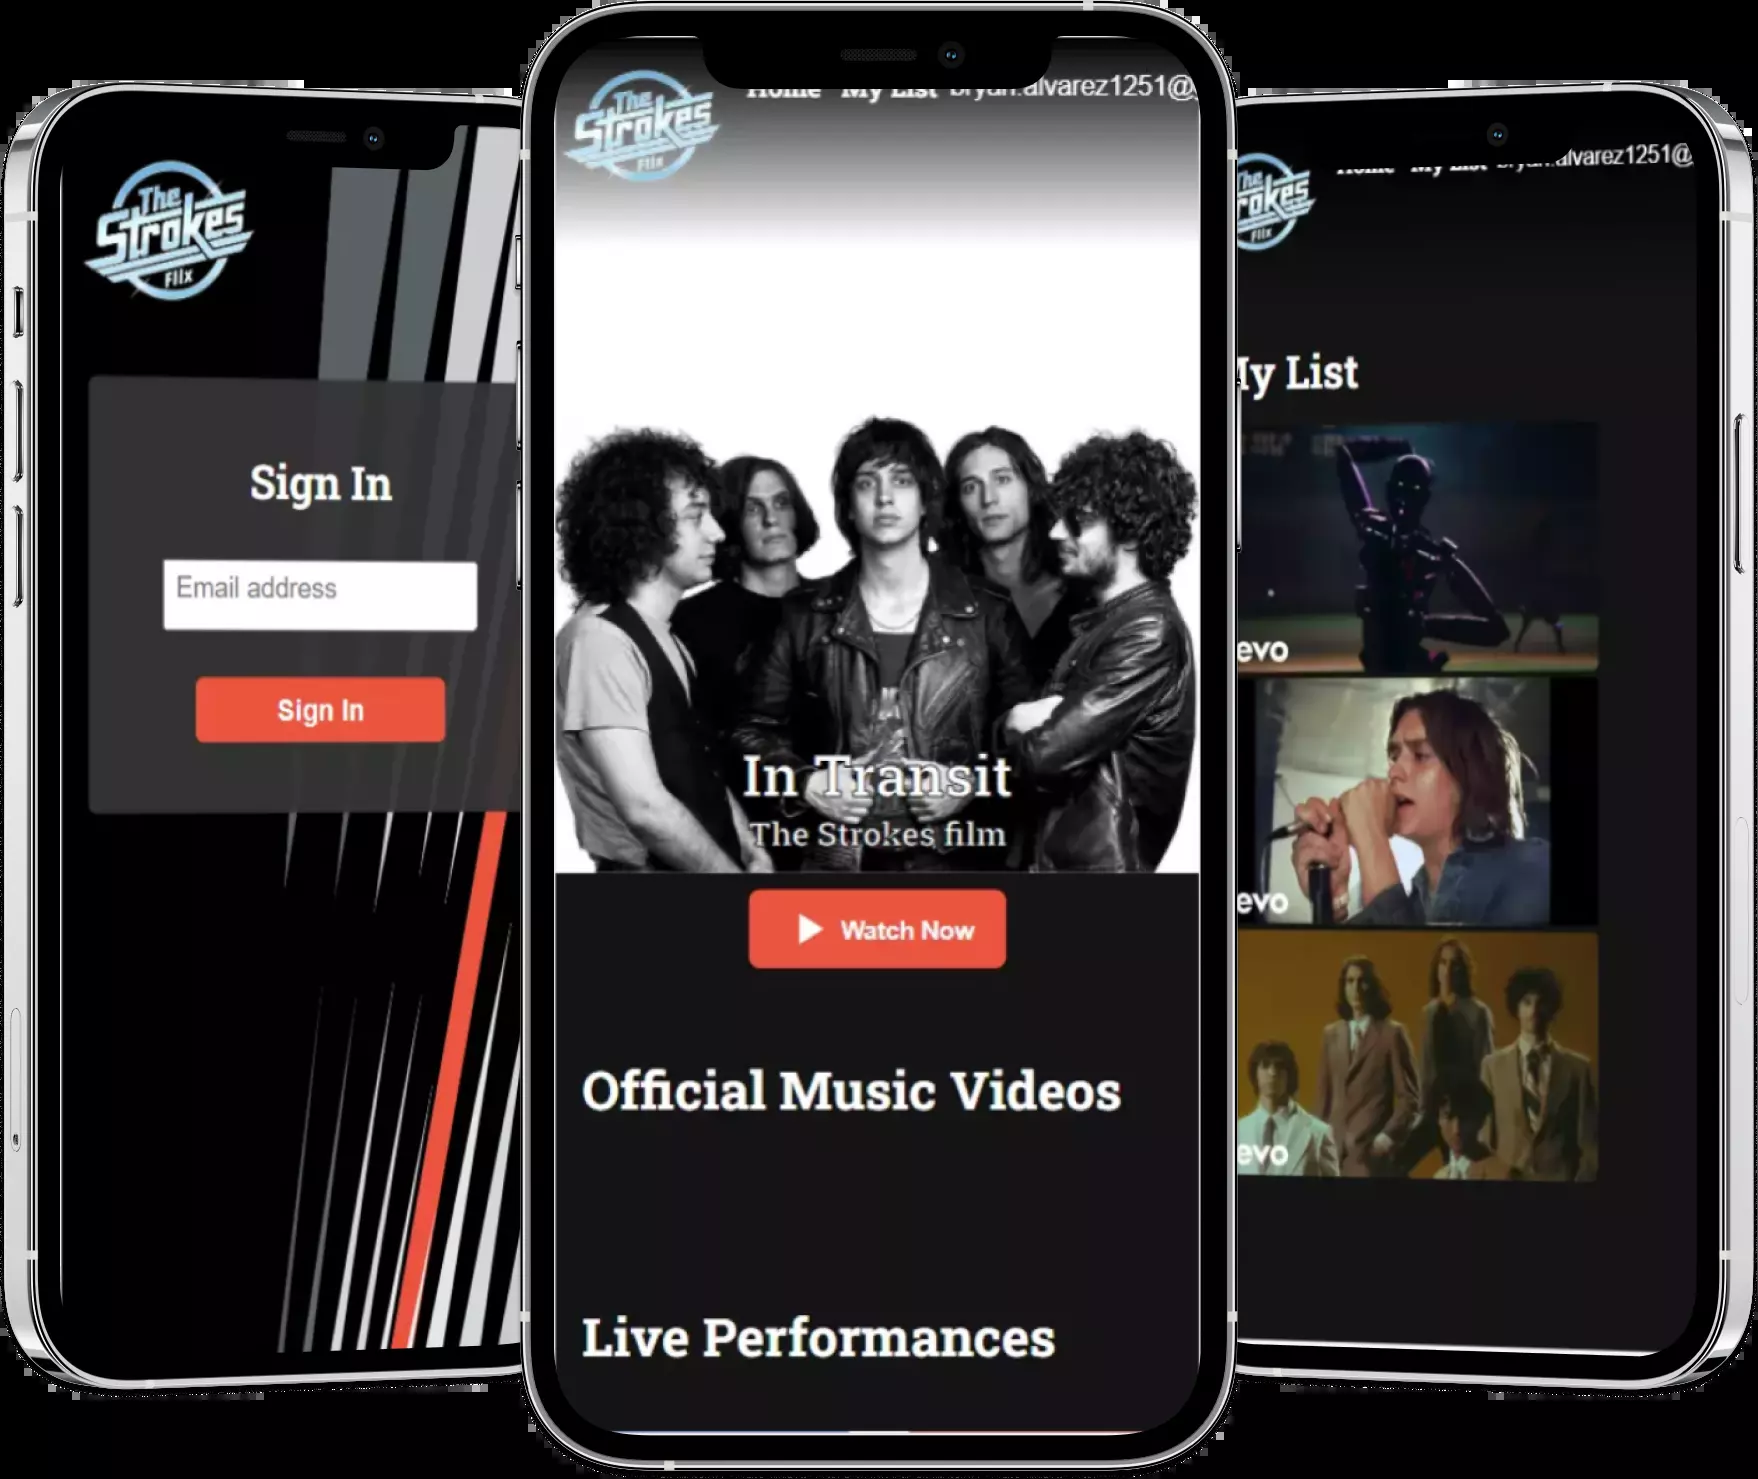 The
Strokes
Flix
Sign In
Email address
Sign In
The
Strokes
Flix
Home My List bryan.alvarez1251@
In Transit
The Strokes film
Watch Now
Official Music Videos
Live Performances
The
rokes
Flix
Home My List bryan.alvarez1251@
My List
evo
evo
evo